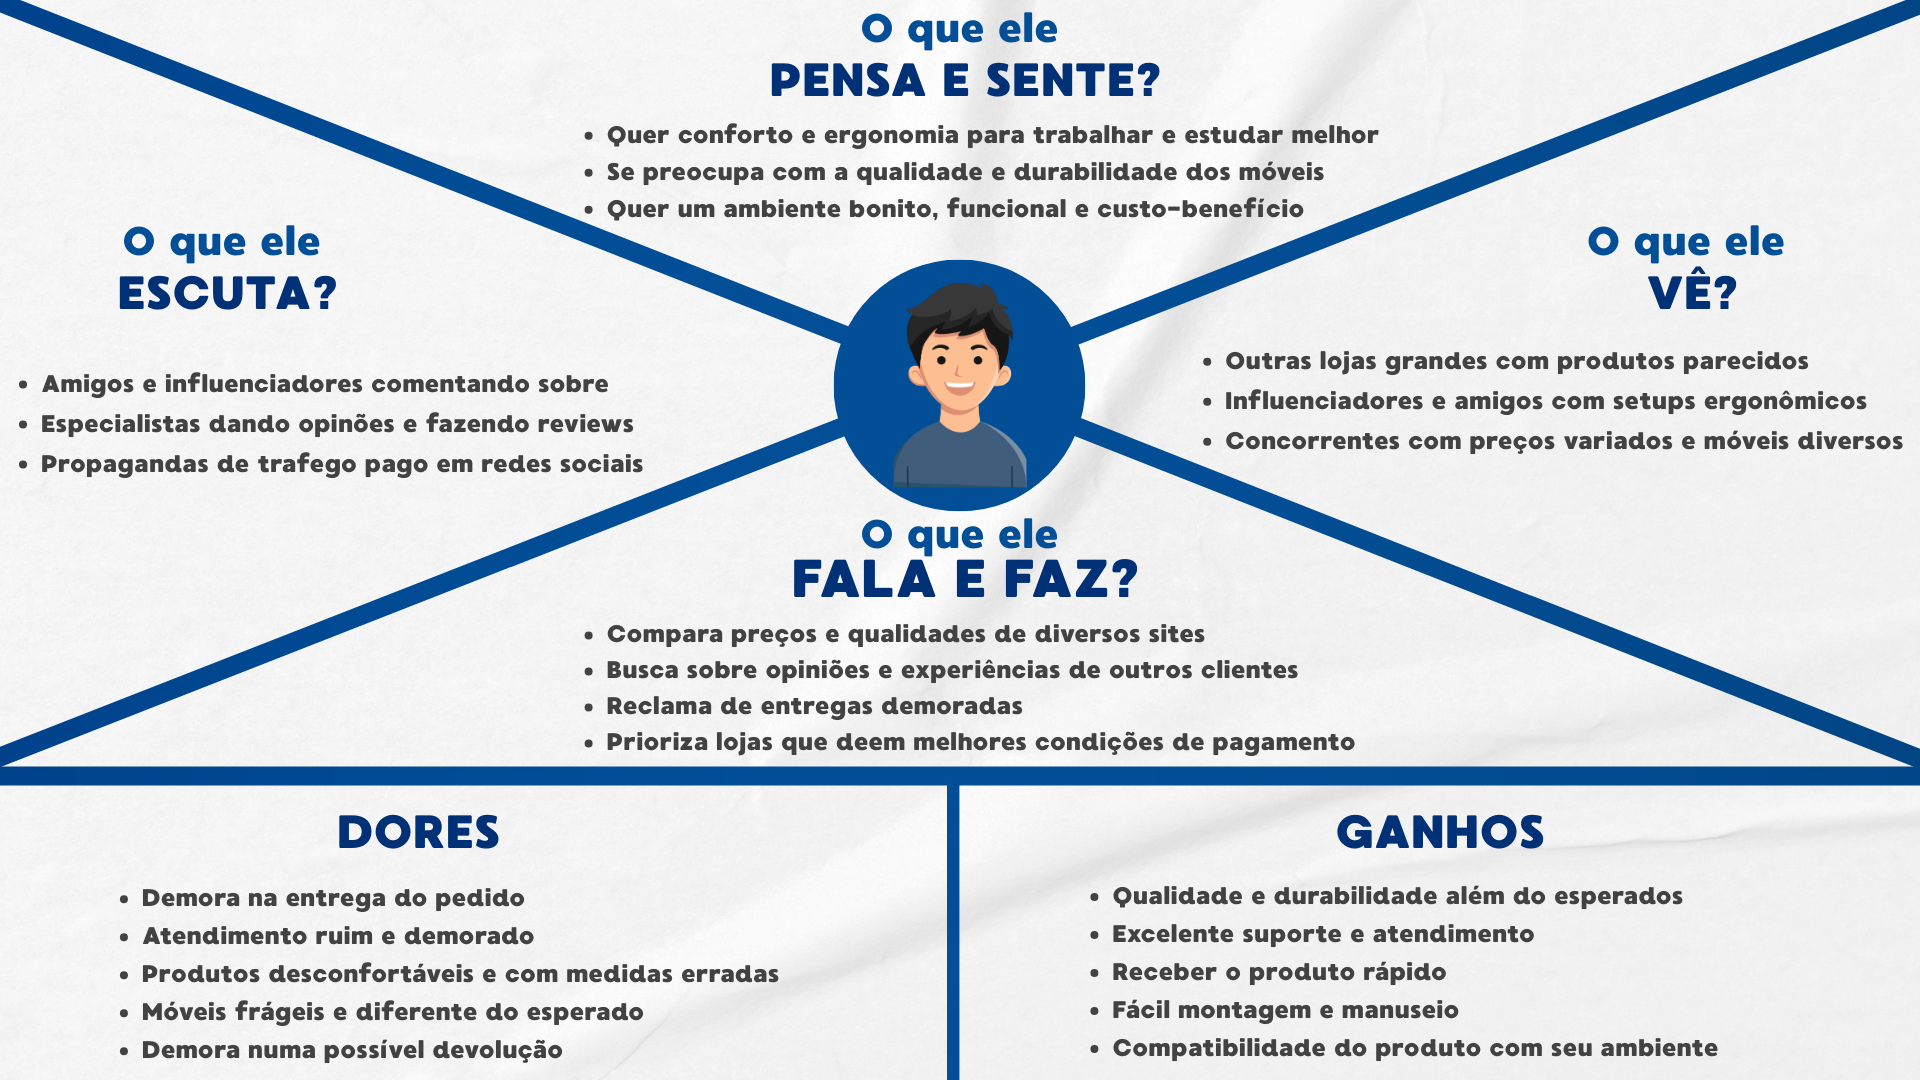 O que ele
PENSA E SENTE?
• Quer conforto e ergonomia para trabalhar e estudar melhor
• Se preocupa com a qualidade e durabilidade dos móveis
• Quer um ambiente bonito, funcional e custo-benefício
O que ele
ESCUTA?
• Amigos e influenciadores comentando sobre
• Especialistas dando opinões e fazendo reviews
• Propagandas de trafego pago em redes sociais
O que ele
VÊ?
• Outras lojas grandes com produtos parecidos
• Influenciadores e amigos com setups ergonômicos
• Concorrentes com preços variados e móveis diversos
O que ele
FALA E FAZ?
• Compara preços e qualidades de diversos sites
• Busca sobre opiniões e experiências de outros clientes
• Reclama de entregas demoradas
• Prioriza lojas que deem melhores condições de pagamento
DORES
• Demora na entrega do pedido
• Atendimento ruim e demorado
• Produtos desconfortáveis e com medidas erradas
• Móveis frágeis e diferente do esperado
• Demora numa possível devolução
GANHOS
• Qualidade e durabilidade além do esperados
• Excelente suporte e atendimento
• Receber o produto rápido
• Fácil montagem e manuseio
• Compatibilidade do produto com seu ambiente